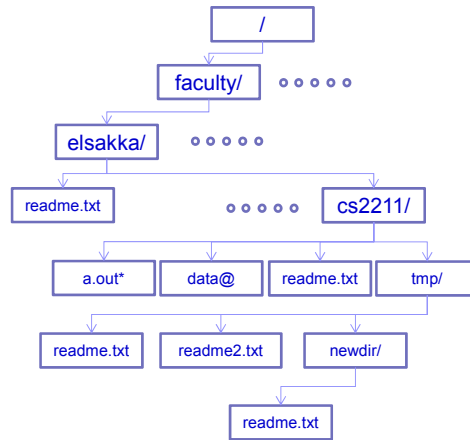 /
faculty/
elsakka/
readme.txt
cs2211/
a.out*
data@
readme.txt
tmp/
readme.txt
readme2.txt
newdir/
readme.txt